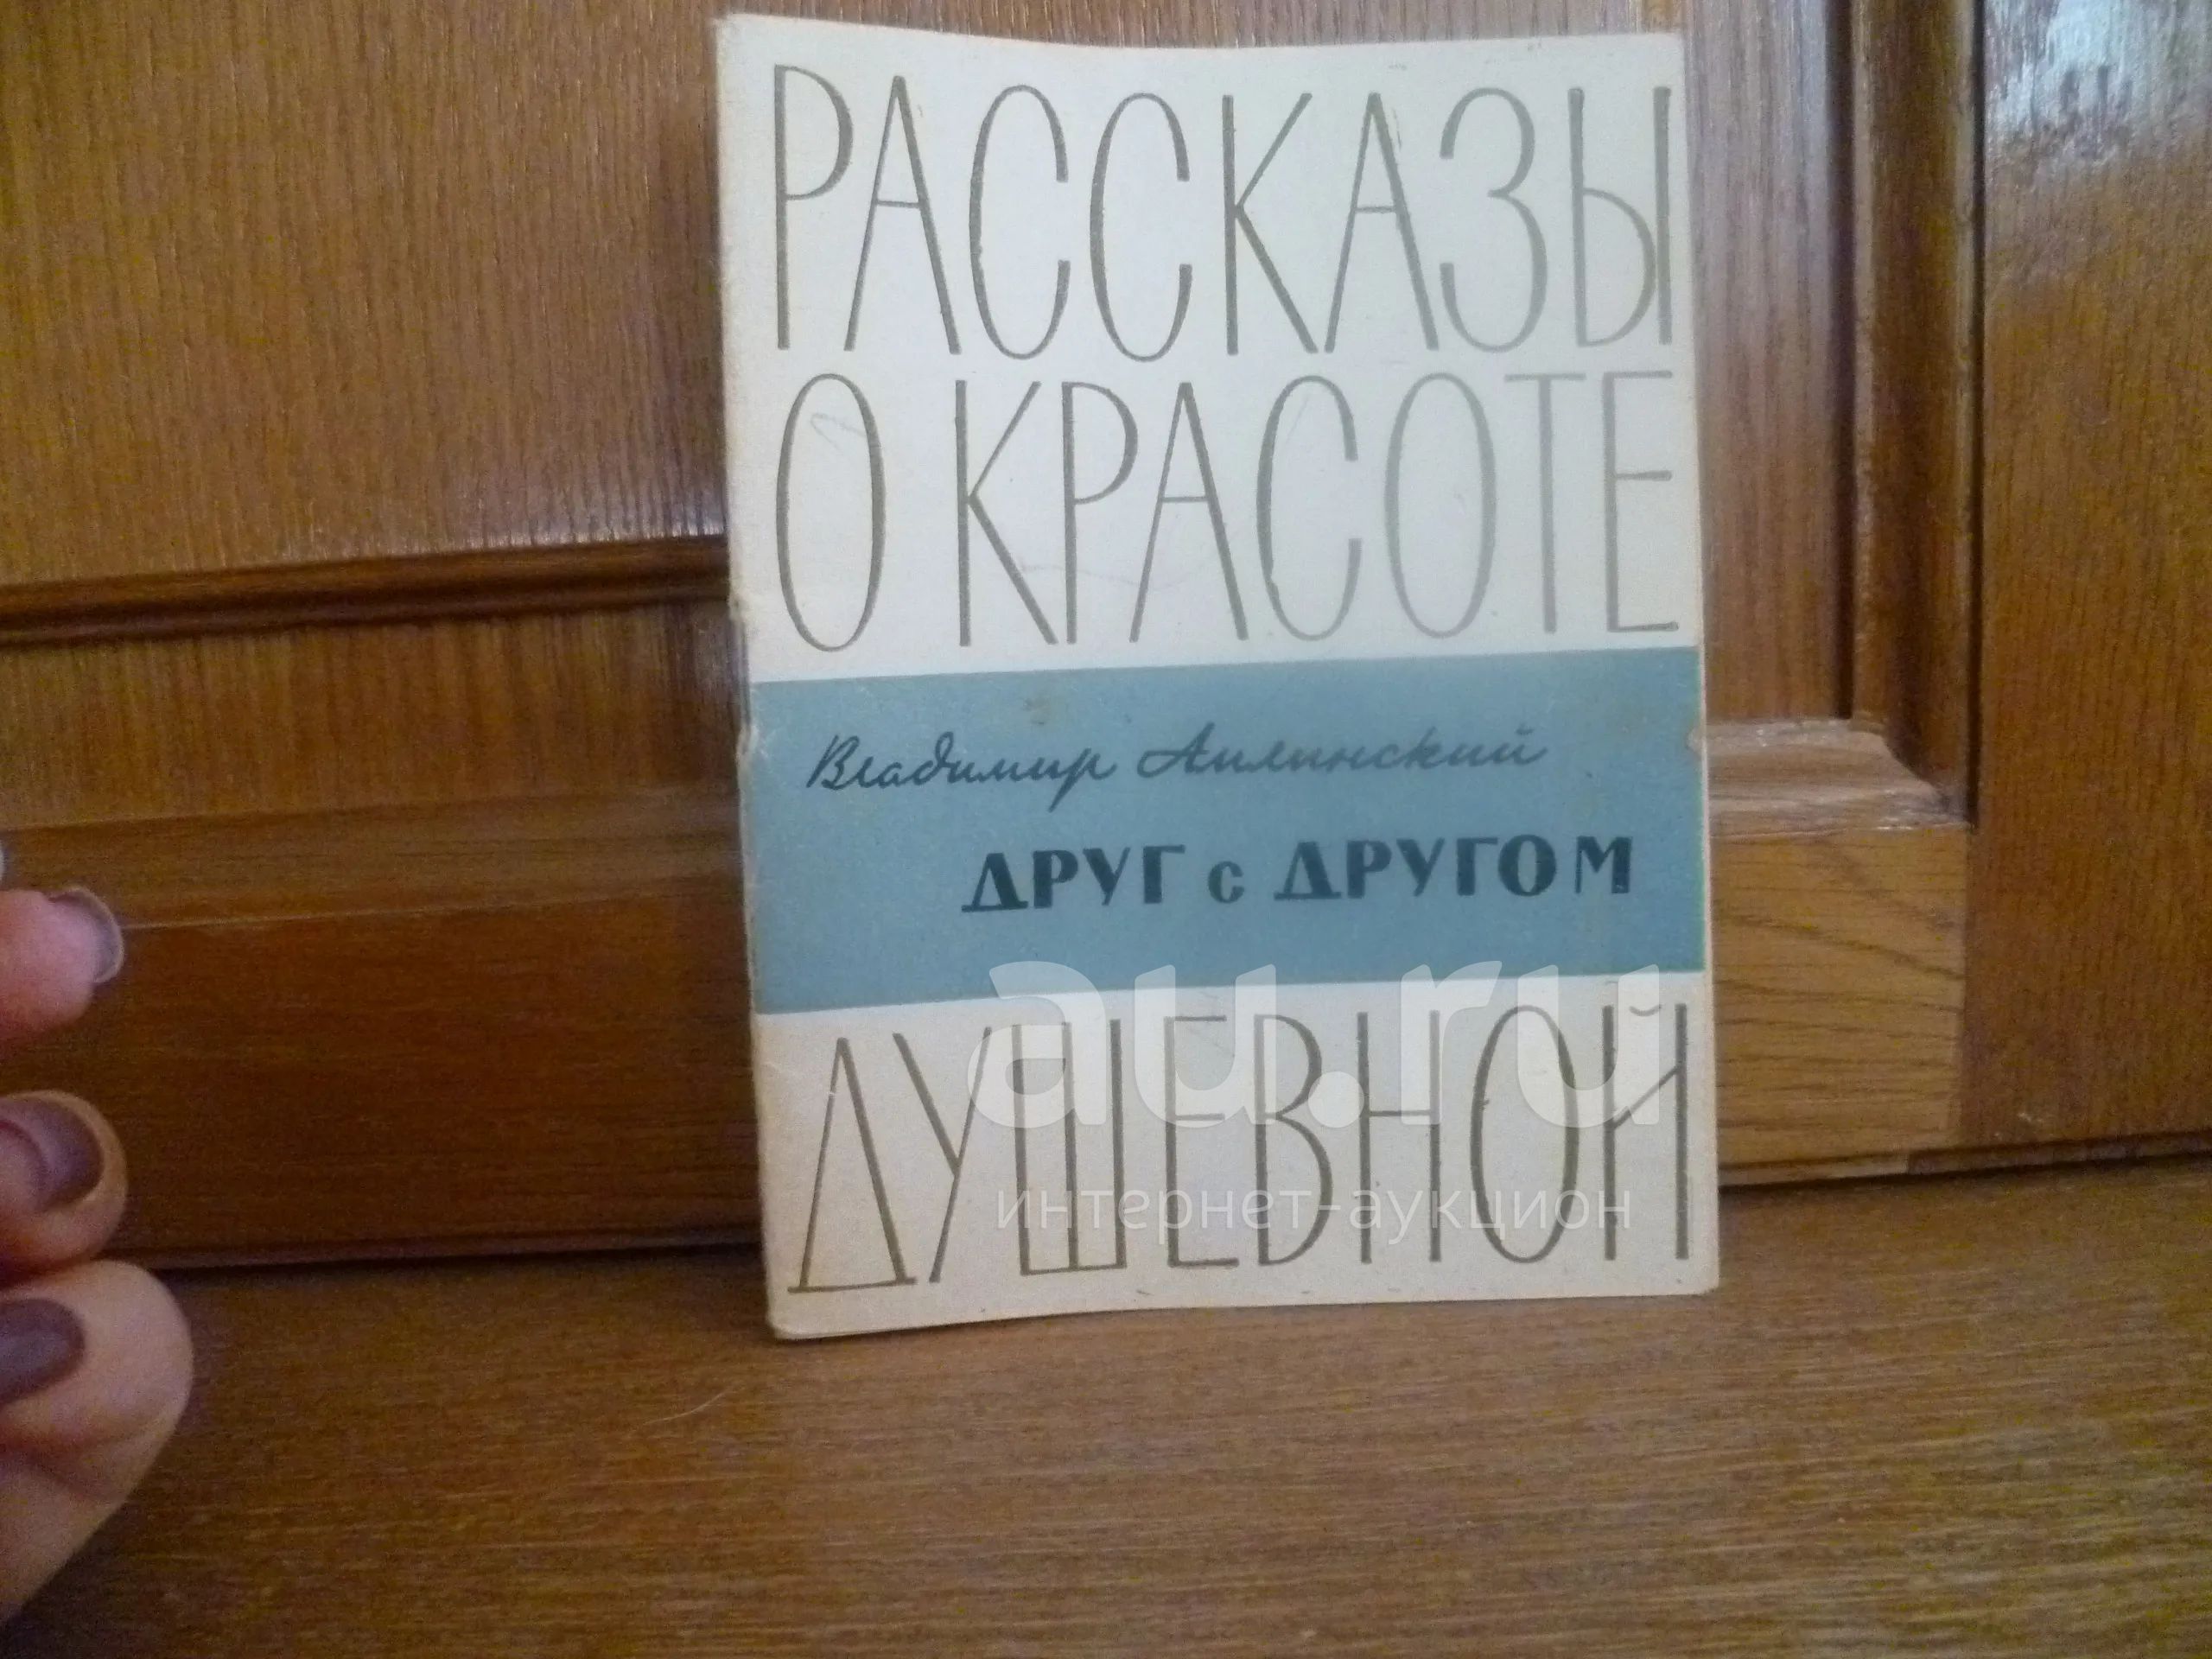 РАССКАЗЫ
О КРАСОТЕ
Владимир Амлинский
ДРУГ с ДРУГОМ
au.ru
ДУШЕВНОЙ
интернет-аукцион